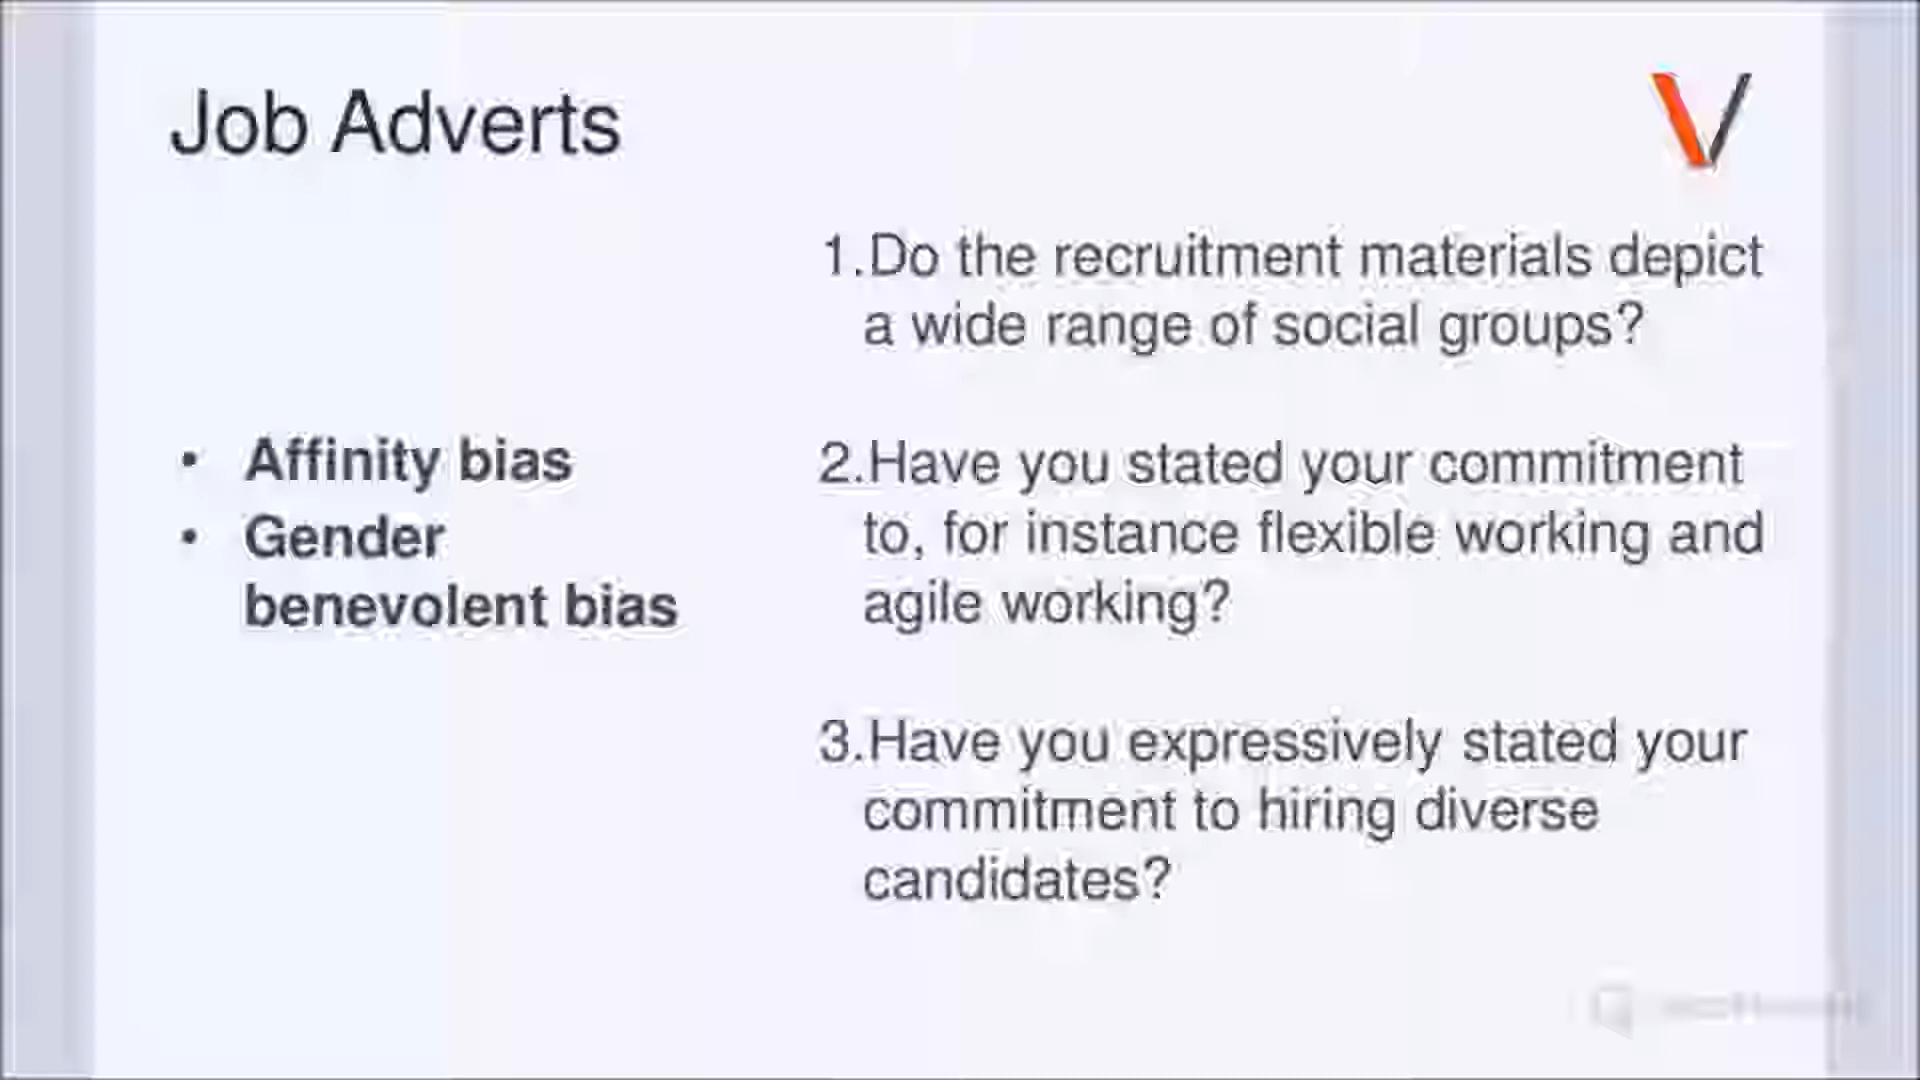 Job Adverts
• Affinity bias
• Gender
benevolent bias
1.Do the recruitment materials depict
a wide range of social groups?
2.Have you stated your commitment
to, for instance flexible working and
agile working?
3.Have you expressively stated your
commitment to hiring diverse
candidates?